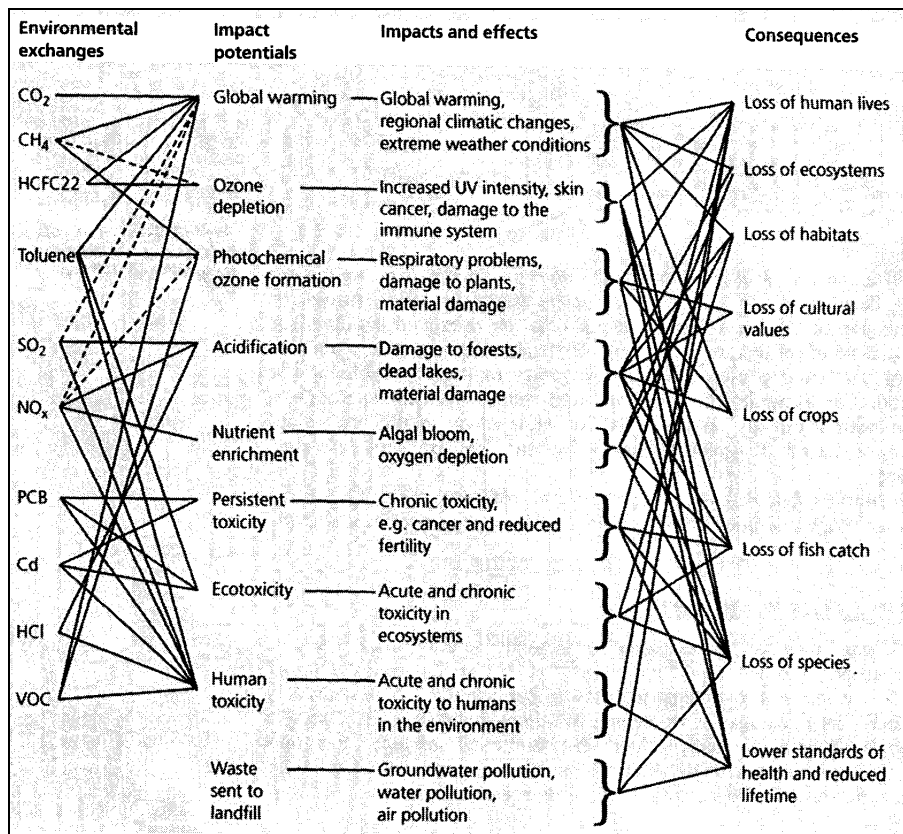 Environmental
exchanges
CO₂
CH₄
HCFC22
Toluene
SO₂
NOₓ
PCB
Cd
HCl
VOC
Impact
potentials
Global warming
Ozone
depletion
Photochemical
ozone formation
Acidification
Nutrient
enrichment
Persistent
toxicity
Ecotoxicity
Human
toxicity
Waste
sent to
landfill
Impacts and effects
Global warming,
regional climatic changes,
extreme weather conditions
Increased UV intensity, skin
cancer, damage to the
immune system
Respiratory problems,
damage to plants,
material damage
Damage to forests,
dead lakes,
material damage
Algal bloom,
oxygen depletion
Chronic toxicity,
e.g. cancer and reduced
fertility
Acute and chronic
toxicity in
ecosystems
Acute and chronic
toxicity to humans
in the environment
Groundwater pollution,
water pollution,
air pollution
Consequences
Loss of human lives
Loss of ecosystems
Loss of habitats
Loss of cultural
values
Loss of crops
Loss of fish catch
Loss of species
Lower standards of
health and reduced
lifetime